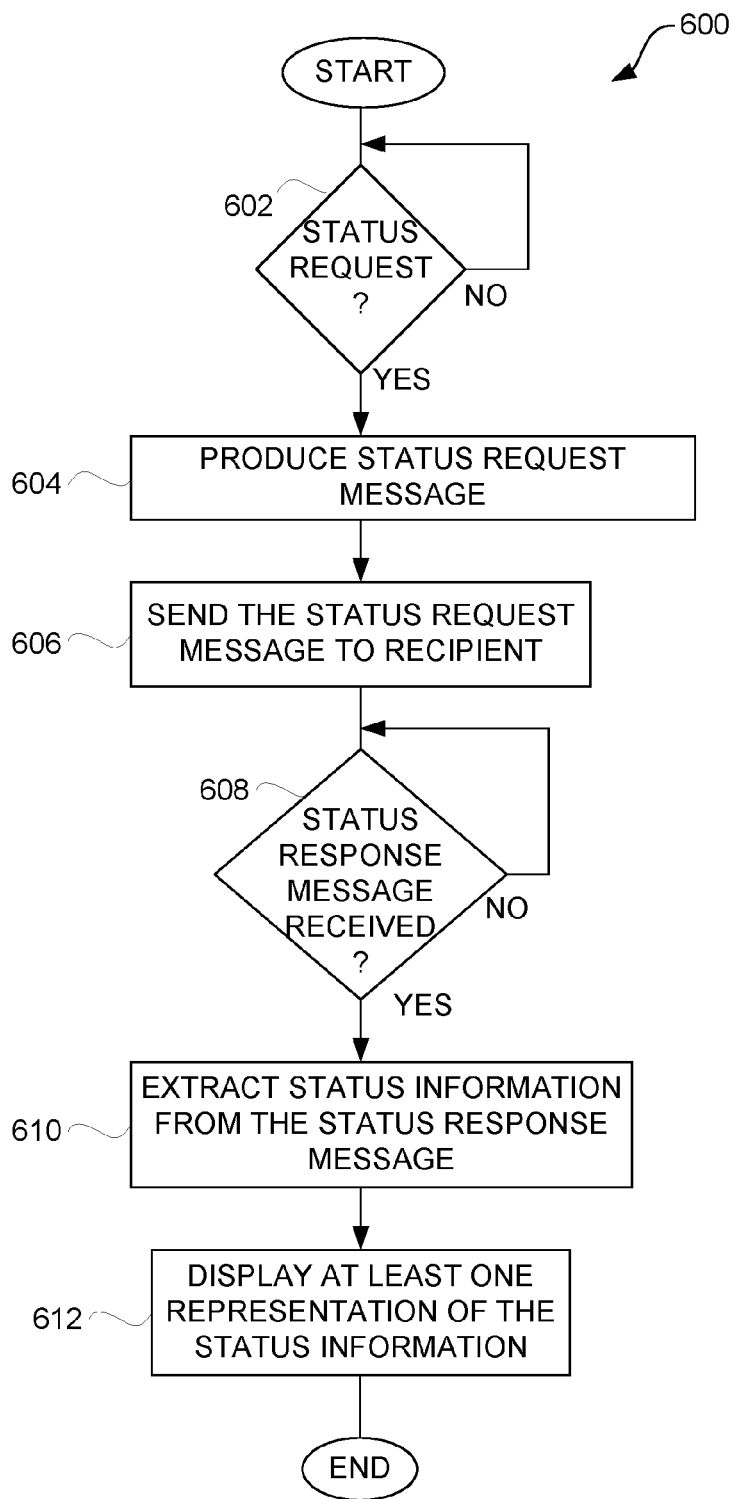 600
START
602
STATUS
REQUEST
?
NO
YES
604
PRODUCE STATUS REQUEST
MESSAGE
606
SEND THE STATUS REQUEST
MESSAGE TO RECIPIENT
608
STATUS
RESPONSE
MESSAGE
RECEIVED
?
NO
YES
610
EXTRACT STATUS INFORMATION
FROM THE STATUS RESPONSE
MESSAGE
612
DISPLAY AT LEAST ONE
REPRESENTATION OF THE
STATUS INFORMATION
END